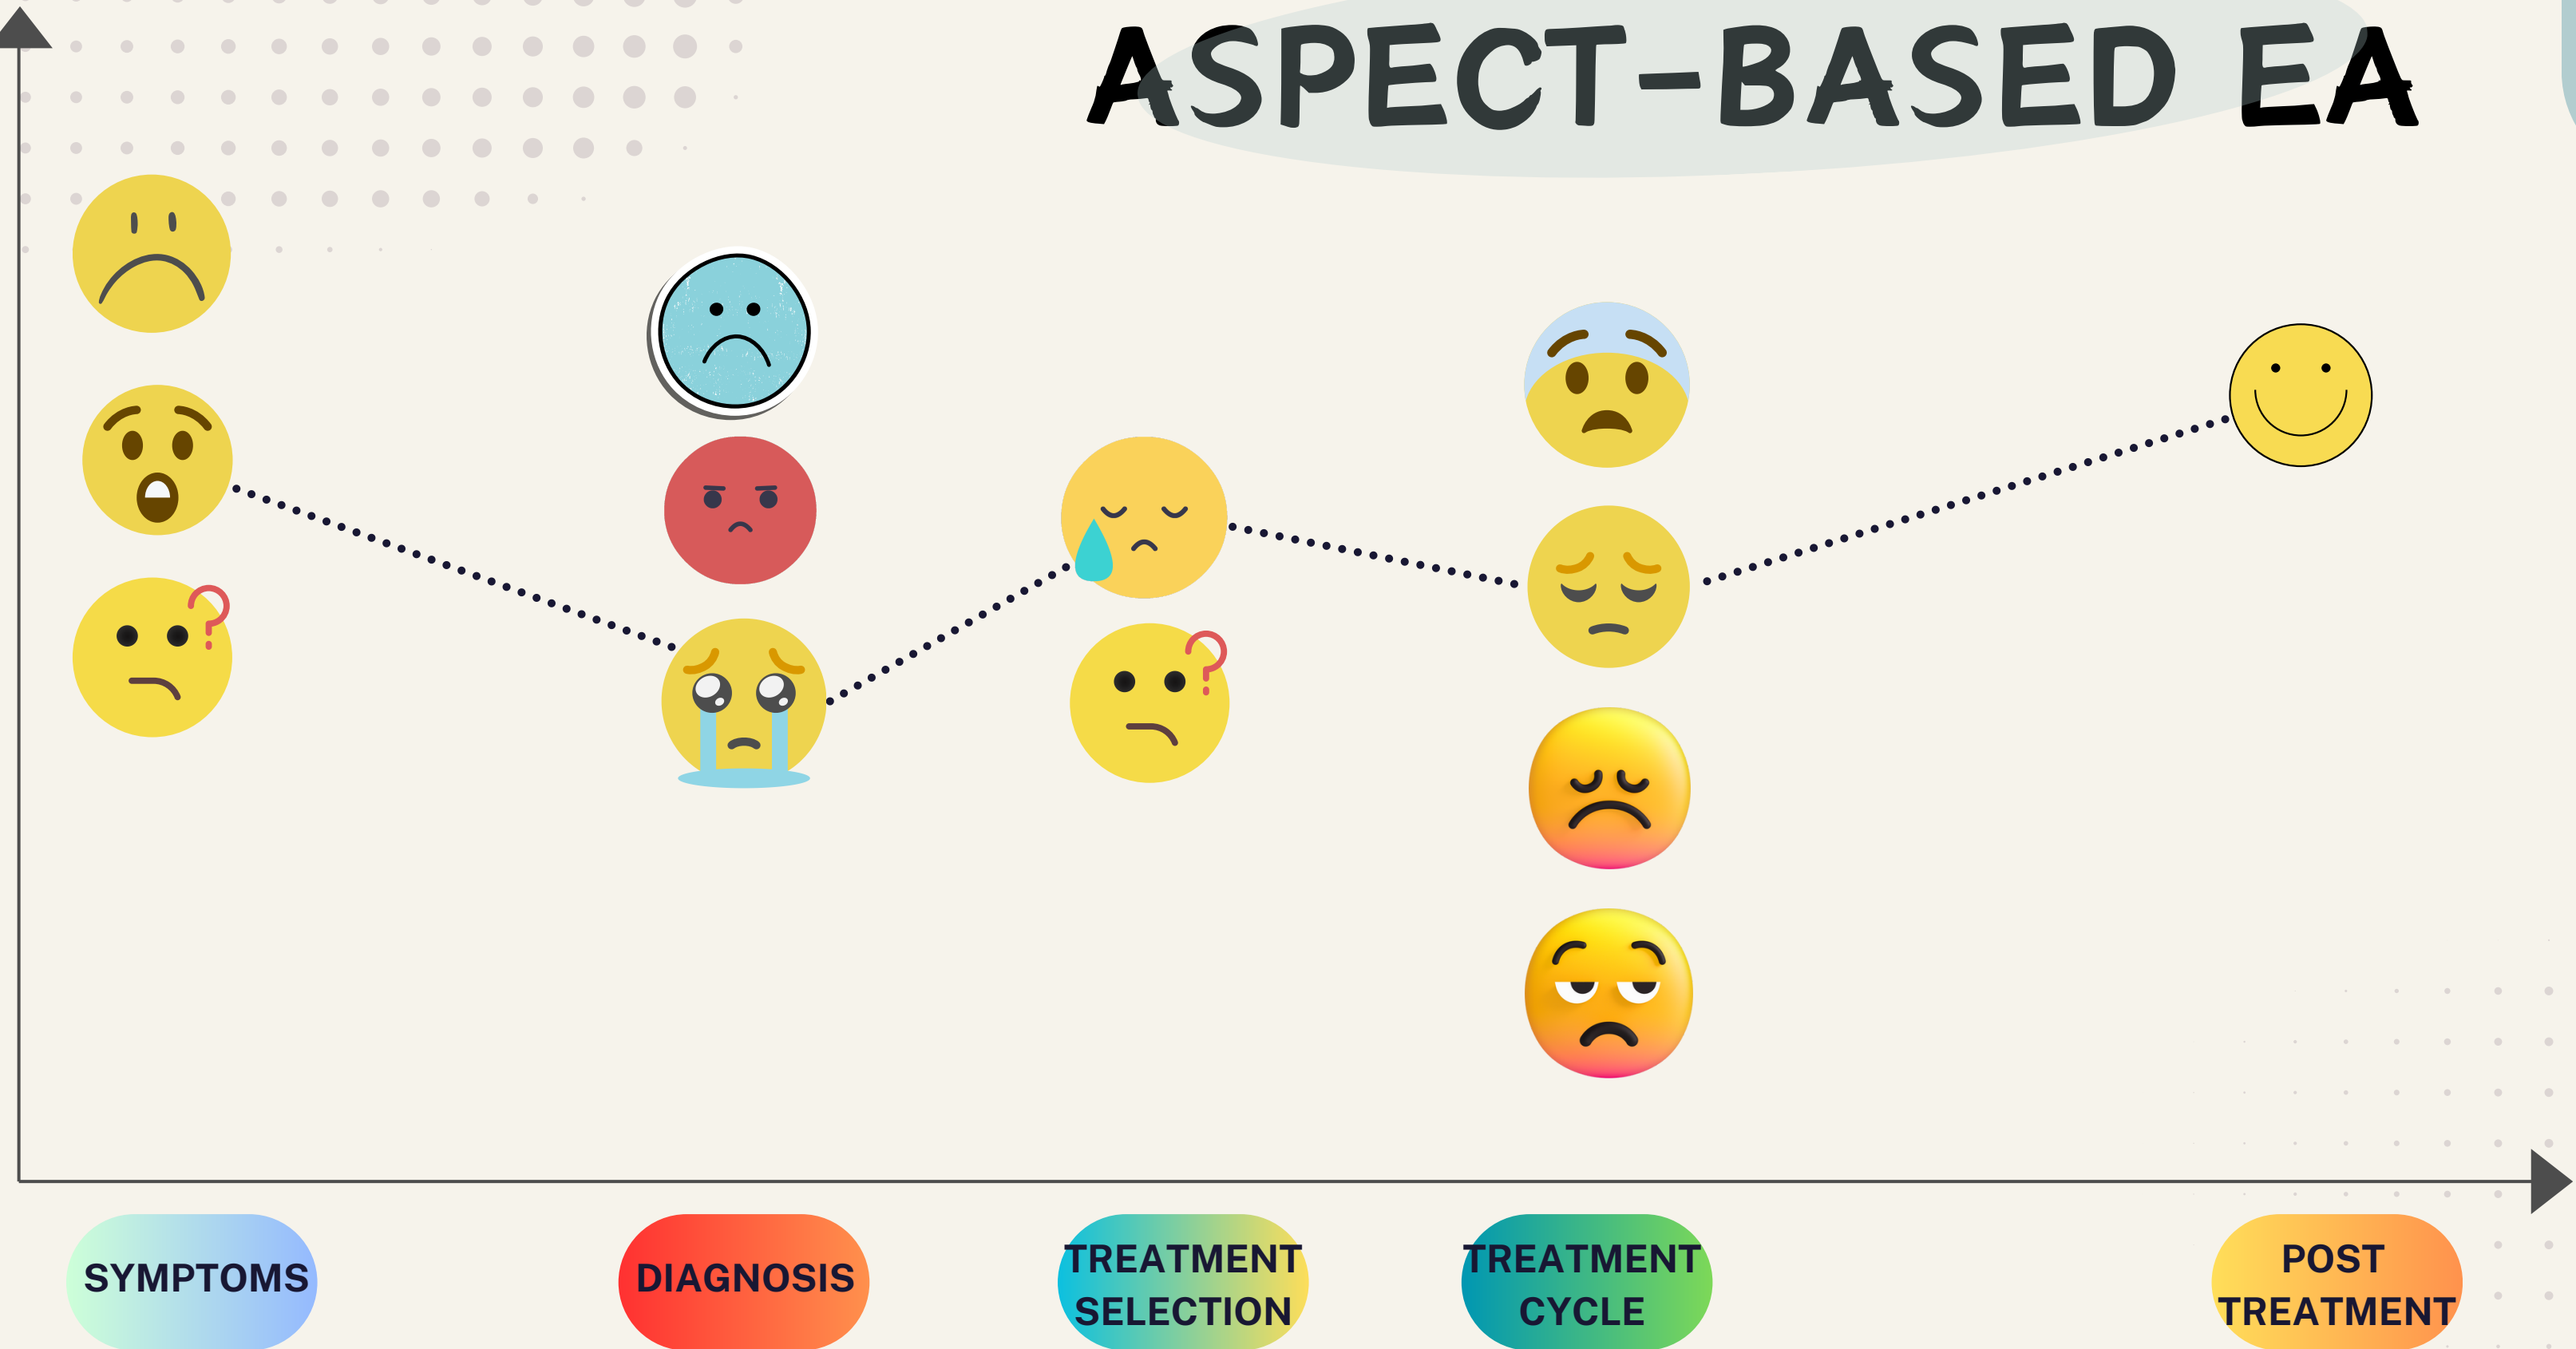 ASPECT-BASED EA
SYMPTOMS
DIAGNOSIS
TREATMENT
SELECTION
TREATMENT
CYCLE
POST
TREATMENT